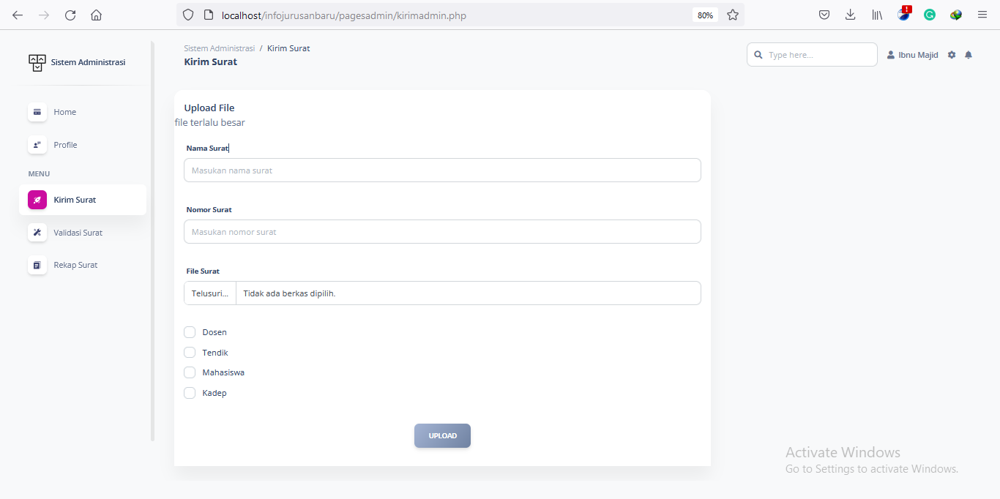 localhost/infojurusanbaru/pagesadmin/kirimadmin.php
80%
Sistem Administrasi
Home
Profile
MENU
Kirim Surat
Validasi Surat
Rekap Surat
Sistem Administrasi / Kirim Surat
Kirim Surat
Type here...
Ibnu Majid
Upload File
file terlalu besar
Nama Surat
Masukan nama surat
Nomor Surat
Masukan nomor surat
File Surat
Telusuri... Tidak ada berkas dipilih.
Dosen
Tendik
Mahasiswa
Kadep
UPLOAD
Activate Windows
Go to Settings to activate Windows.